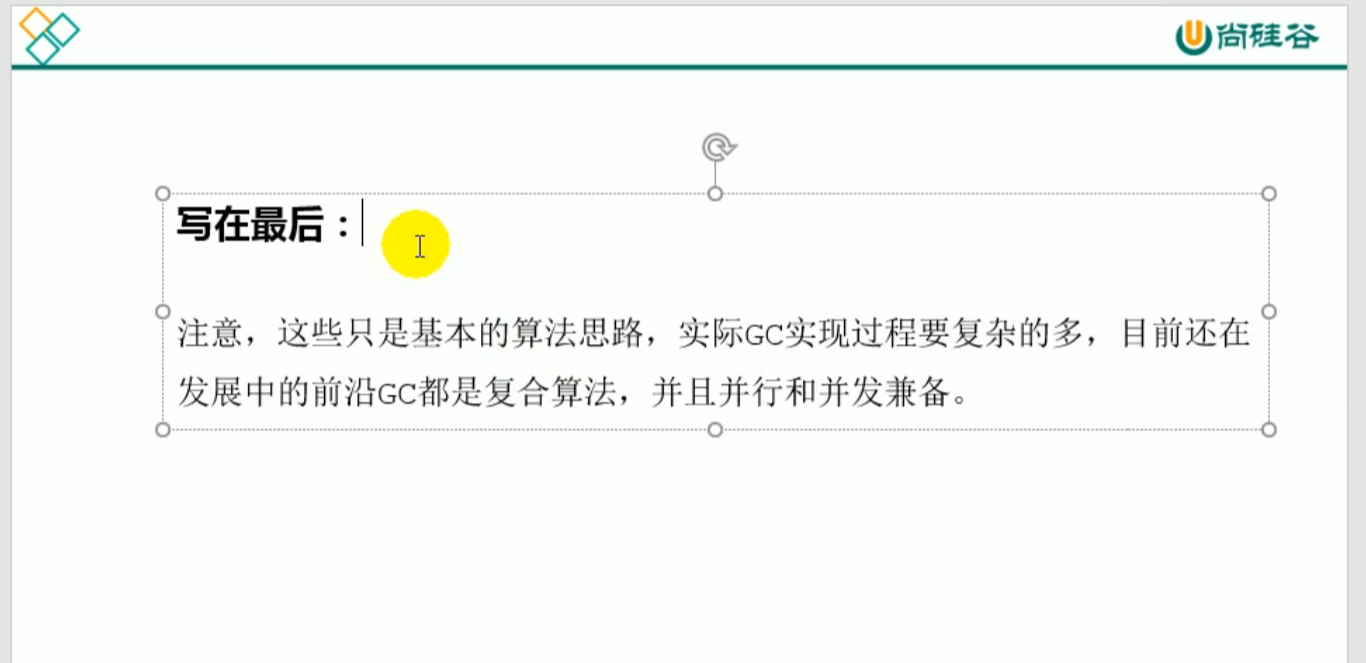 尚硅谷
写在最后：
注意，这些只是基本的算法思路，实际GC实现过程要复杂的多，目前还在
发展中的前沿GC都是复合算法，并且并行和并发兼备。